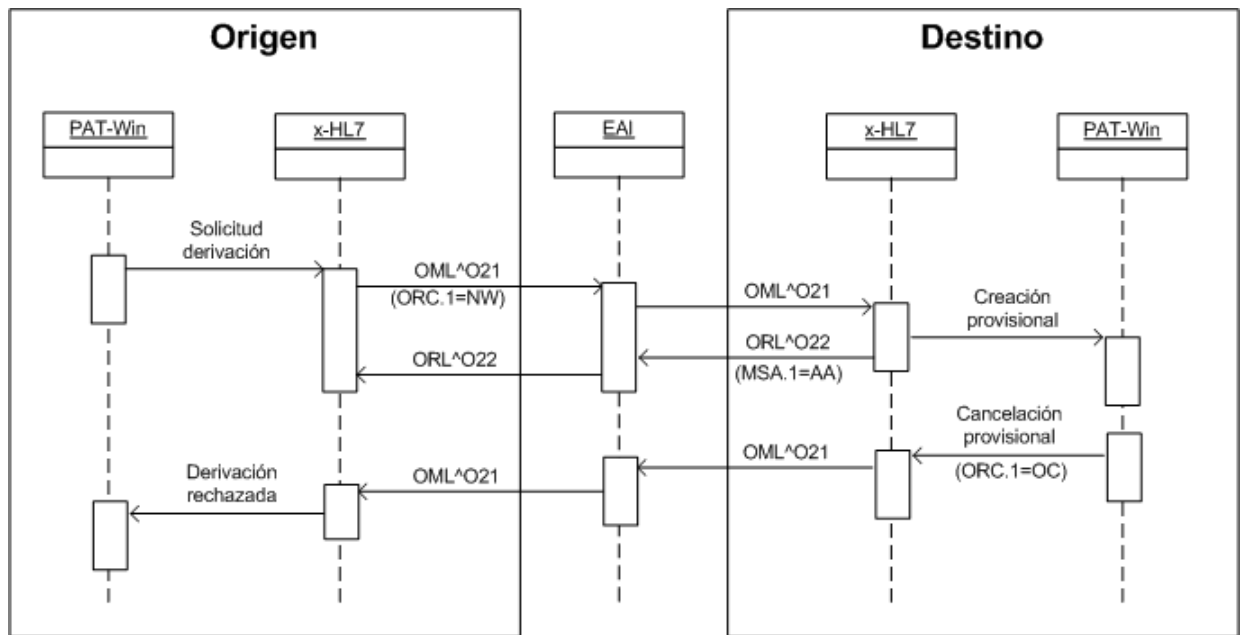 Origen
Destino
PAT-Win
x-HL7
EAI
x-HL7
PAT-Win
Solicitud
derivación
OML^O21
(ORC.1=NW)
OML^O21
Creación
provisional
ORL^O22
ORL^O22
(MSA.1=AA)
Cancelación
provisional
(ORC.1=OC)
OML^O21
OML^O21
Derivación
rechazada